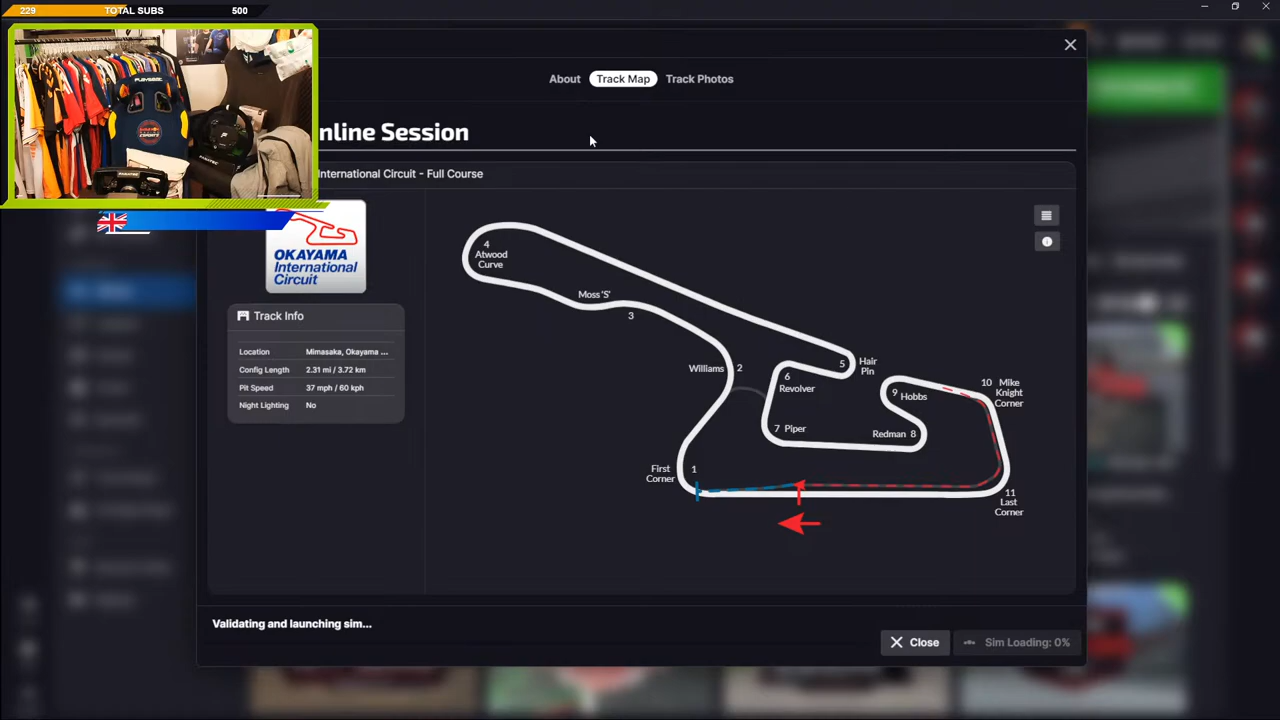 229 TOTAL SUBS 500
About Track Map Track Photos
nline Session
International Circuit - Full Course
OKAYAMA
International
Circuit
Track Info
Location Mimasaka, Okayama ...
Config Length 2.31 mi / 3.72 km
Pit Speed 37 mph / 60 kph
Night Lighting No
4
Atwood
Curve
Moss 'S'
3
Williams 2
5 Hair
Pin
6
Revolver
7 Piper
Redman 8
9 Hobbs
10 Mike
Knight
Corner
First
Corner
1
11
Last
Corner
Validating and launching sim...
Close
Sim Loading: 0%